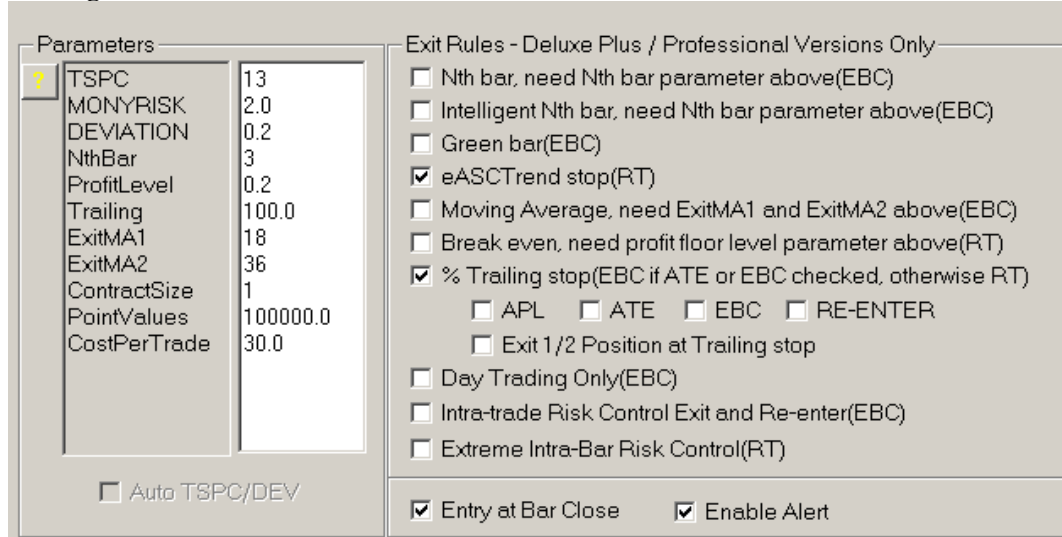 Parameters
?
TSPC 13
MONYRISK 2.0
DEVIATION 0.2
NthBar 3
ProfitLevel 0.2
Trailing 100.0
ExitMA1 18
ExitMA2 36
ContractSize 1
PointValues 100000.0
CostPerTrade 30.0
Auto TSPC/DEV
Exit Rules - Deluxe Plus / Professional Versions Only
Nth bar, need Nth bar parameter above(EBC)
Intelligent Nth bar, need Nth bar parameter above(EBC)
Green bar(EBC)
eASCTrend stop(RT)
Moving Average, need ExitMA1 and ExitMA2 above(EBC)
Break even, need profit floor level parameter above(RT)
% Trailing stop(EBC if ATE or EBC checked, otherwise RT)
APL ATE EBC RE-ENTER
Exit 1/2 Position at Trailing stop
Day Trading Only(EBC)
Intra-trade Risk Control Exit and Re-enter(EBC)
Extreme Intra-Bar Risk Control(RT)
Entry at Bar Close Enable Alert